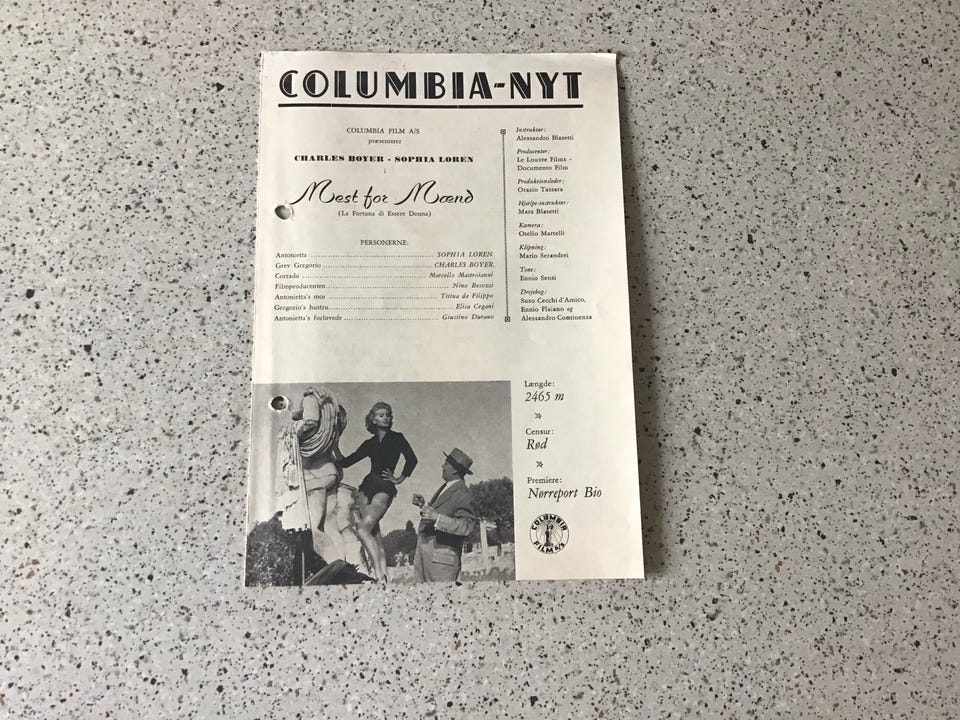 COLUMBIA-NYT
COLUMBIA FILM A/S
præsenterer
CHARLES BOYER - SOPHIA LOREN
i
Mest for Mænd
(La Fortuna di Essere Donna)
PERSONERNE:
Antonietta ........ SOPHIA LOREN
Grev Gregorio ........ CHARLES BOYER
Corrado ........ Marcello Mastroianni
Filmproducenten ........ Nino Besozzi
Antonietta's mor ........ Titina de Filippo
Gregorio's hustru ........ Elisa Cegani
Antonietta's forlovede ........ Giustino Durano
Instruktør:
Alessandro Blasetti
Producenter:
Le Louvre Films -
Documento Film
Produktionsleder:
Orazio Tassara
Hjælpe-instruktør:
Mara Blasetti
Kamera:
Otello Martelli
Klipning:
Mario Serandrei
Tone:
Ennio Sensi
Drejebog:
Suso Cecchi d'Amico,
Ennio Flaiano og
Alessandro Continenza
Længde:
2465 m
Censur:
Rød
Premiere:
Nørreport Bio
COLUMBIA
FILM A/S